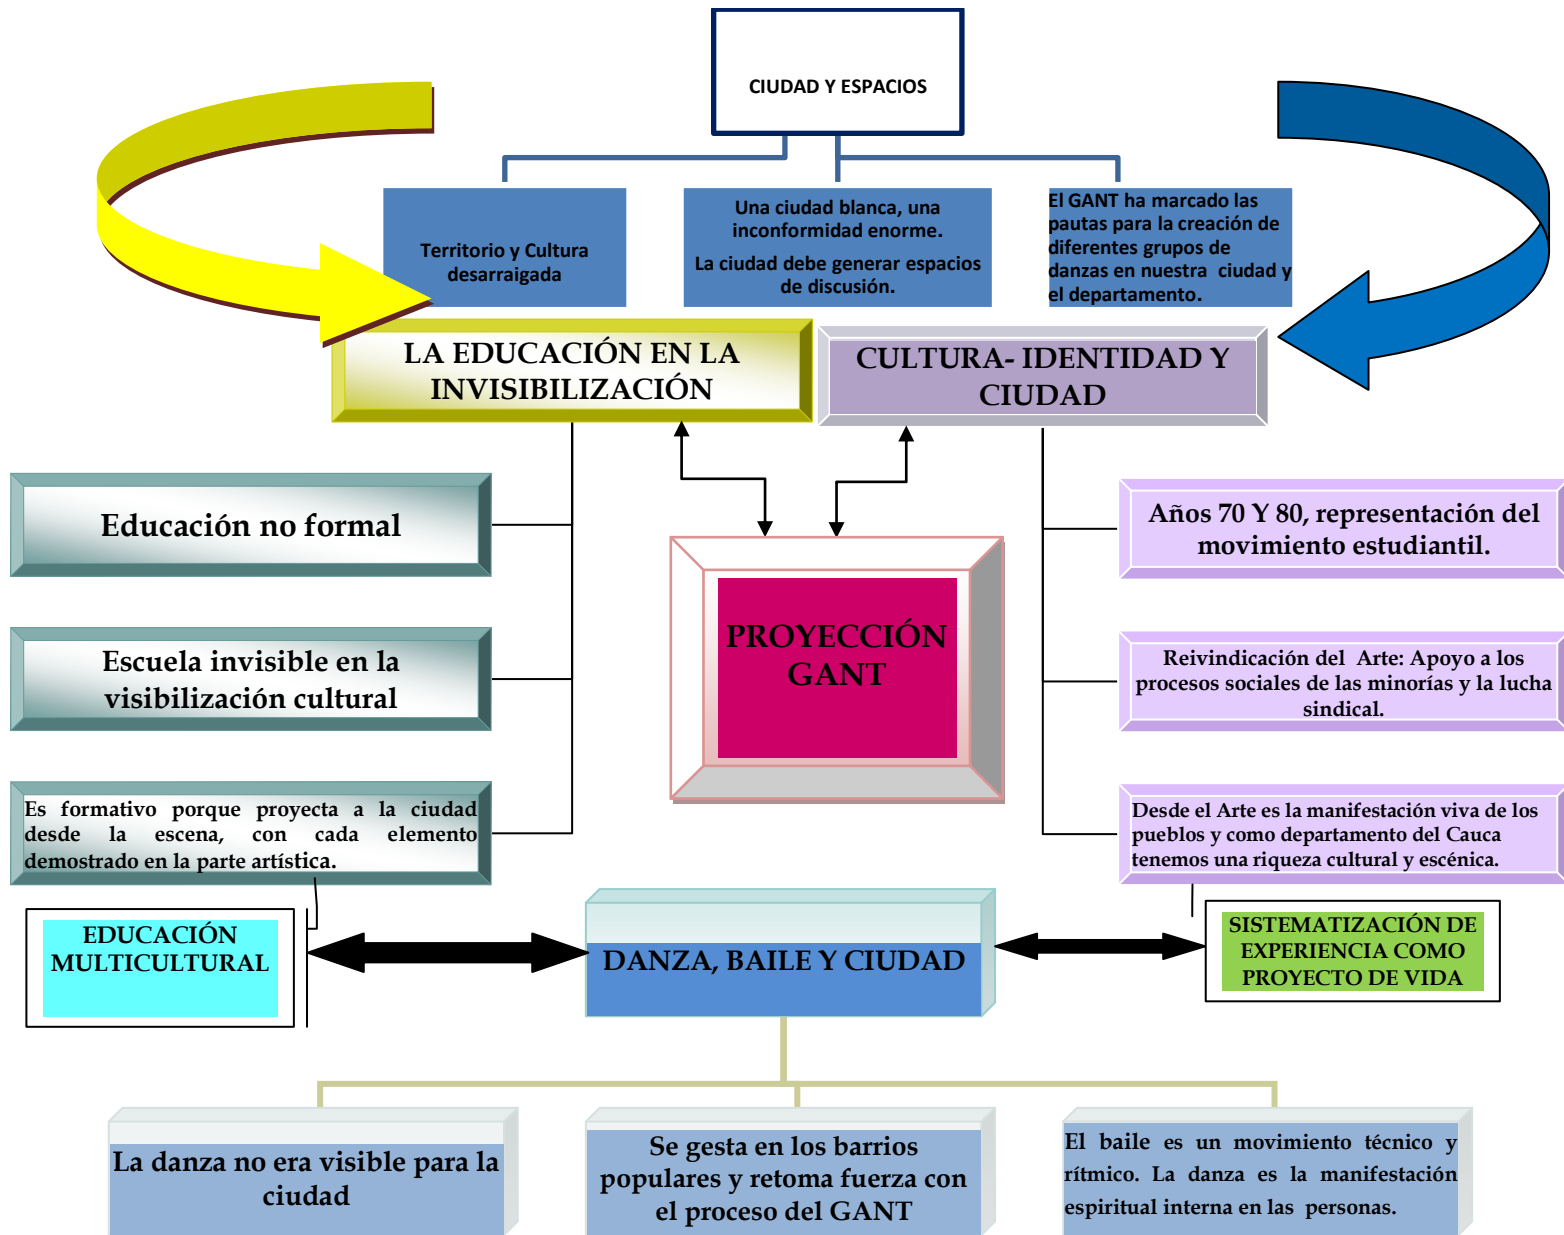 CIUDAD Y ESPACIOS
Territorio y Cultura
desarraigada
Una ciudad blanca, una
inconformidad enorme.
La ciudad debe generar espacios
de discusión.
El GANT ha marcado las
pautas para la creación de
diferentes grupos de
danzas en nuestra ciudad y
el departamento.
LA EDUCACIÓN EN LA
INVISIBILIZACIÓN
CULTURA- IDENTIDAD Y
CIUDAD
Educación no formal
Escuela invisible en la
visibilización cultural
Es formativo porque proyecta a la ciudad
desde la escena, con cada elemento
demostrado en la parte artística.
PROYECCIÓN
GANT
Años 70 Y 80, representación del
movimiento estudiantil.
Reivindicación del Arte: Apoyo a los
procesos sociales de las minorías y la lucha
sindical.
Desde el Arte es la manifestación viva de los
pueblos y como departamento del Cauca
tenemos una riqueza cultural y escénica.
EDUCACIÓN
MULTICULTURAL
DANZA, BAILE Y CIUDAD
SISTEMATIZACIÓN DE
EXPERIENCIA COMO
PROYECTO DE VIDA
La danza no era visible para la
ciudad
Se gesta en los barrios
populares y retoma fuerza con
el proceso del GANT
El baile es un movimiento técnico y
rítmico. La danza es la manifestación
espiritual interna en las personas.